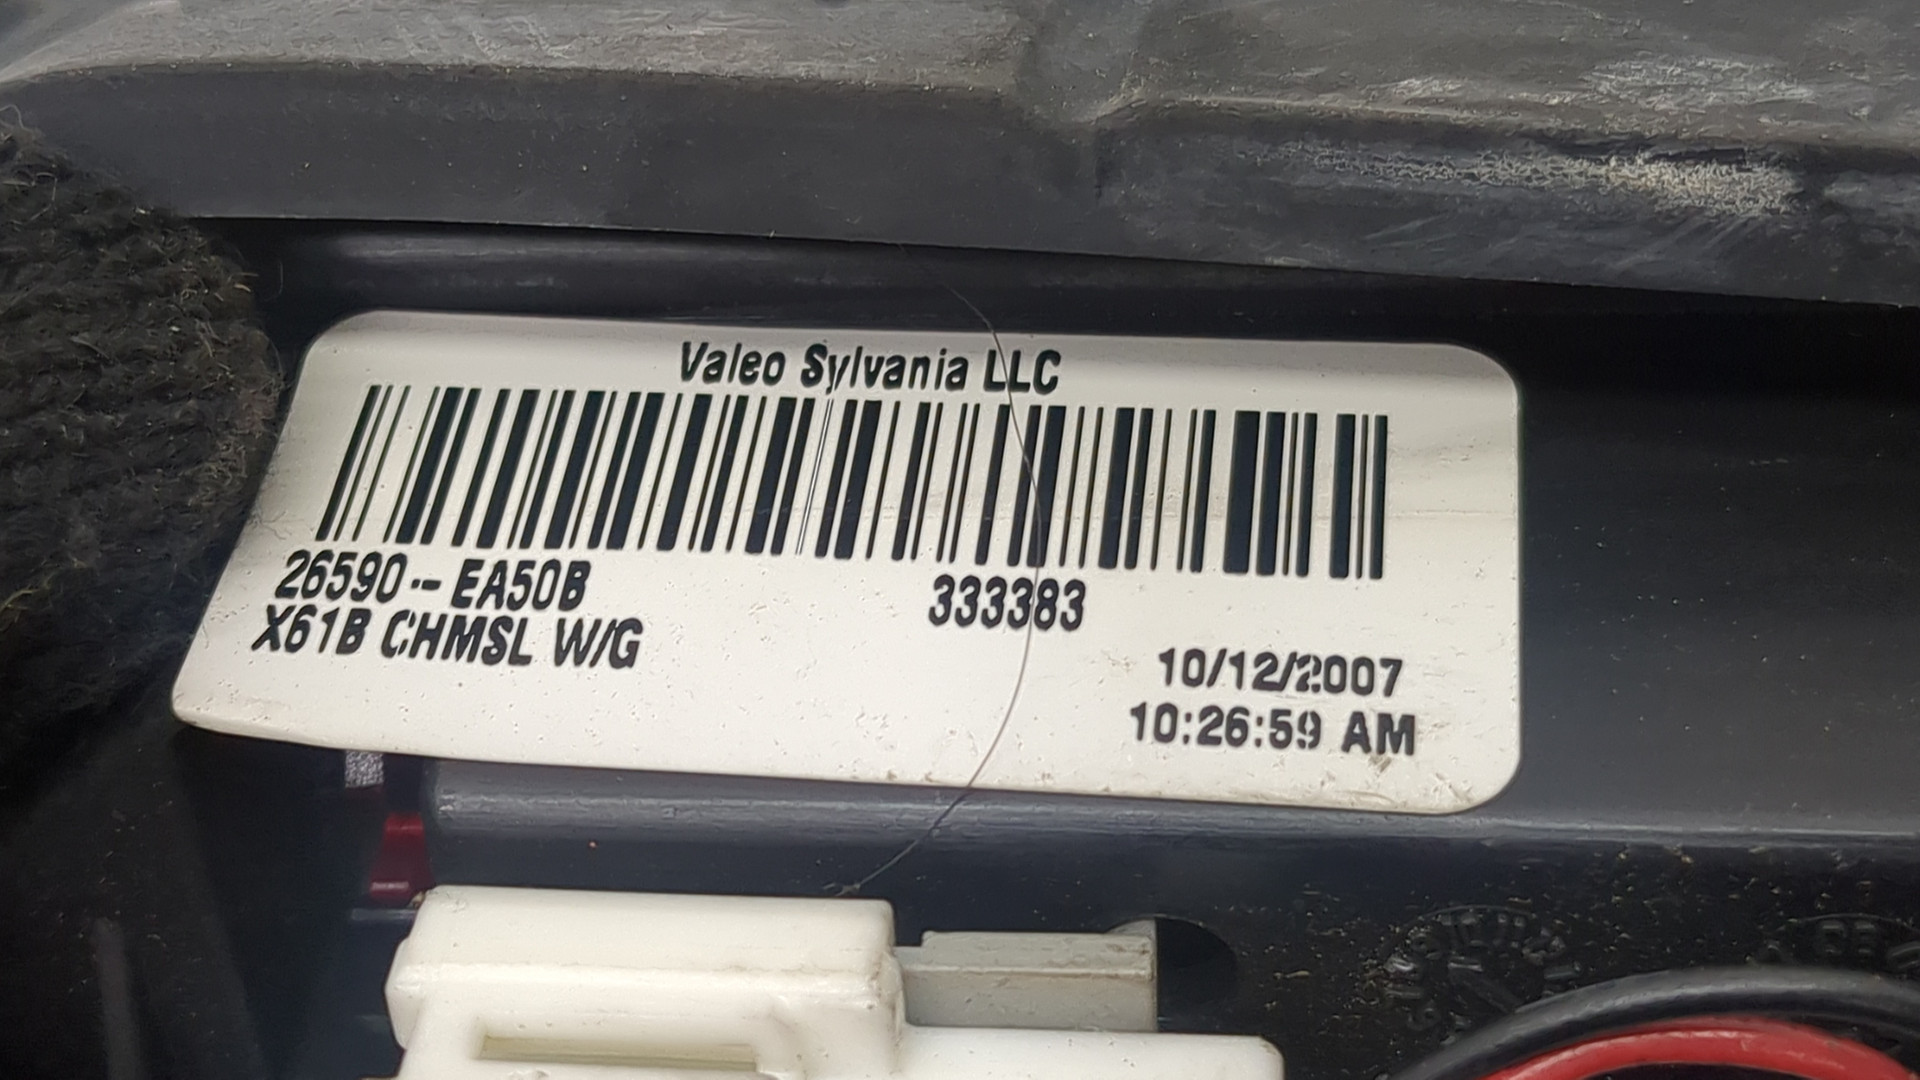 Valeo Sylvania LLC
26590-- EA50B
333383
X61B CHMSL W/G
10/12/2007
10:26:59 AM